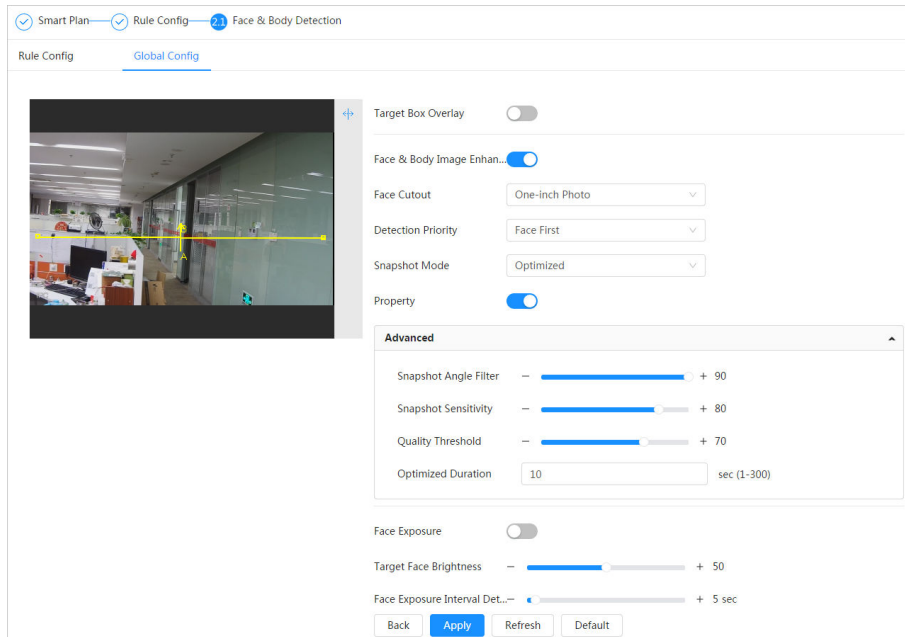 Smart Plan Rule Config 2.1 Face & Body Detection
Rule Config Global Config
Target Box Overlay
Face & Body Image Enhan...
Face Cutout One-inch Photo
Detection Priority Face First
Snapshot Mode Optimized
Property
Advanced
Snapshot Angle Filter − + 90
Snapshot Sensitivity − + 80
Quality Threshold − + 70
Optimized Duration 10 sec (1-300)
Face Exposure
Target Face Brightness − + 50
Face Exposure Interval Det... − + 5 sec
Back Apply Refresh Default
A